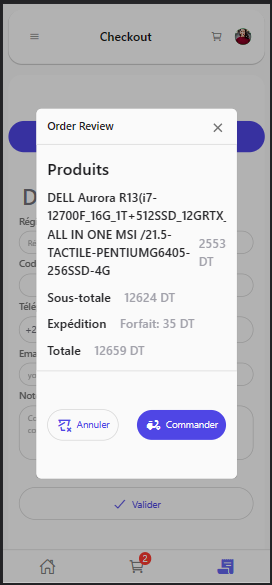 Checkout
Order Review
Produits
D
DELL Aurora R13(i7-
12700F_16G_1T+512SSD_12GRTX_
Rég
ALL IN ONE MSI /21.5-
TACTILE-PENTIUMG6405-
256SSD-4G
2553
DT
Cod
Sous-totale 12624 DT
Télé
Expédition Forfait: 35 DT
+2
Totale 12659 DT
Ema
yo
Not
Co
co
Annuler
Commander
Valider
2